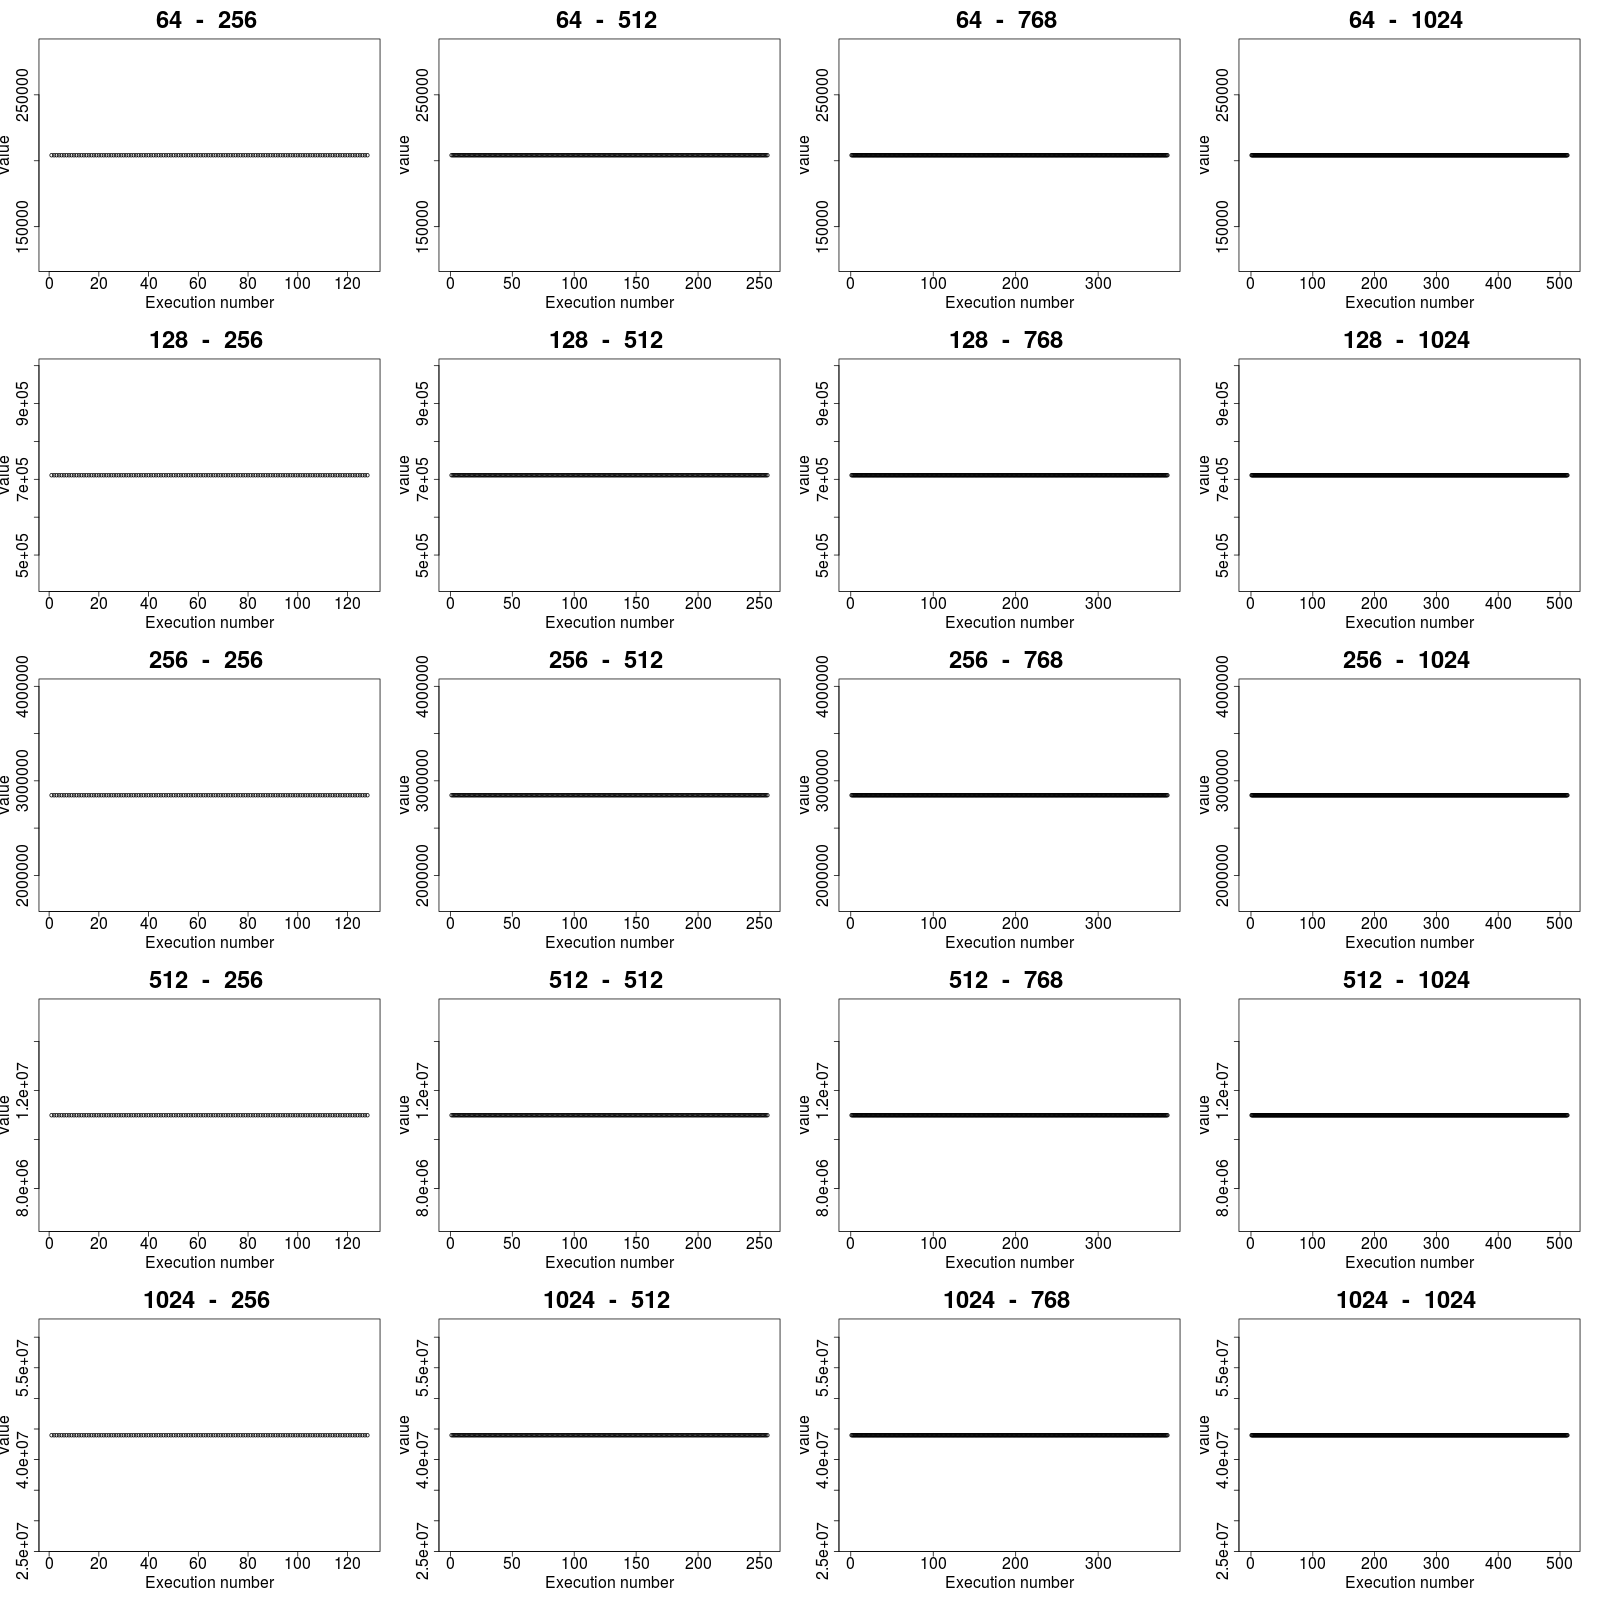 64 - 256
64 - 512
64 - 768
64 - 1024
value
150000 250000
0 20 40 60 80 100 120
Execution number
value
150000 250000
0 50 100 150 200 250
Execution number
value
150000 250000
0 100 200 300
Execution number
value
150000 250000
0 100 200 300 400 500
Execution number
128 - 256
128 - 512
128 - 768
128 - 1024
value
5e+05 7e+05 9e+05
0 20 40 60 80 100 120
Execution number
value
5e+05 7e+05 9e+05
0 50 100 150 200 250
Execution number
value
5e+05 7e+05 9e+05
0 100 200 300
Execution number
value
5e+05 7e+05 9e+05
0 100 200 300 400 500
Execution number
256 - 256
256 - 512
256 - 768
256 - 1024
value
2000000 3000000 4000000
0 20 40 60 80 100 120
Execution number
value
2000000 3000000 4000000
0 50 100 150 200 250
Execution number
value
2000000 3000000 4000000
0 100 200 300
Execution number
value
2000000 3000000 4000000
0 100 200 300 400 500
Execution number
512 - 256
512 - 512
512 - 768
512 - 1024
value
8.0e+06 1.2e+07
0 20 40 60 80 100 120
Execution number
value
8.0e+06 1.2e+07
0 50 100 150 200 250
Execution number
value
8.0e+06 1.2e+07
0 100 200 300
Execution number
value
8.0e+06 1.2e+07
0 100 200 300 400 500
Execution number
1024 - 256
1024 - 512
1024 - 768
1024 - 1024
value
2.5e+07 4.0e+07 5.5e+07
0 20 40 60 80 100 120
Execution number
value
2.5e+07 4.0e+07 5.5e+07
0 50 100 150 200 250
Execution number
value
2.5e+07 4.0e+07 5.5e+07
0 100 200 300
Execution number
value
2.5e+07 4.0e+07 5.5e+07
0 100 200 300 400 500
Execution number